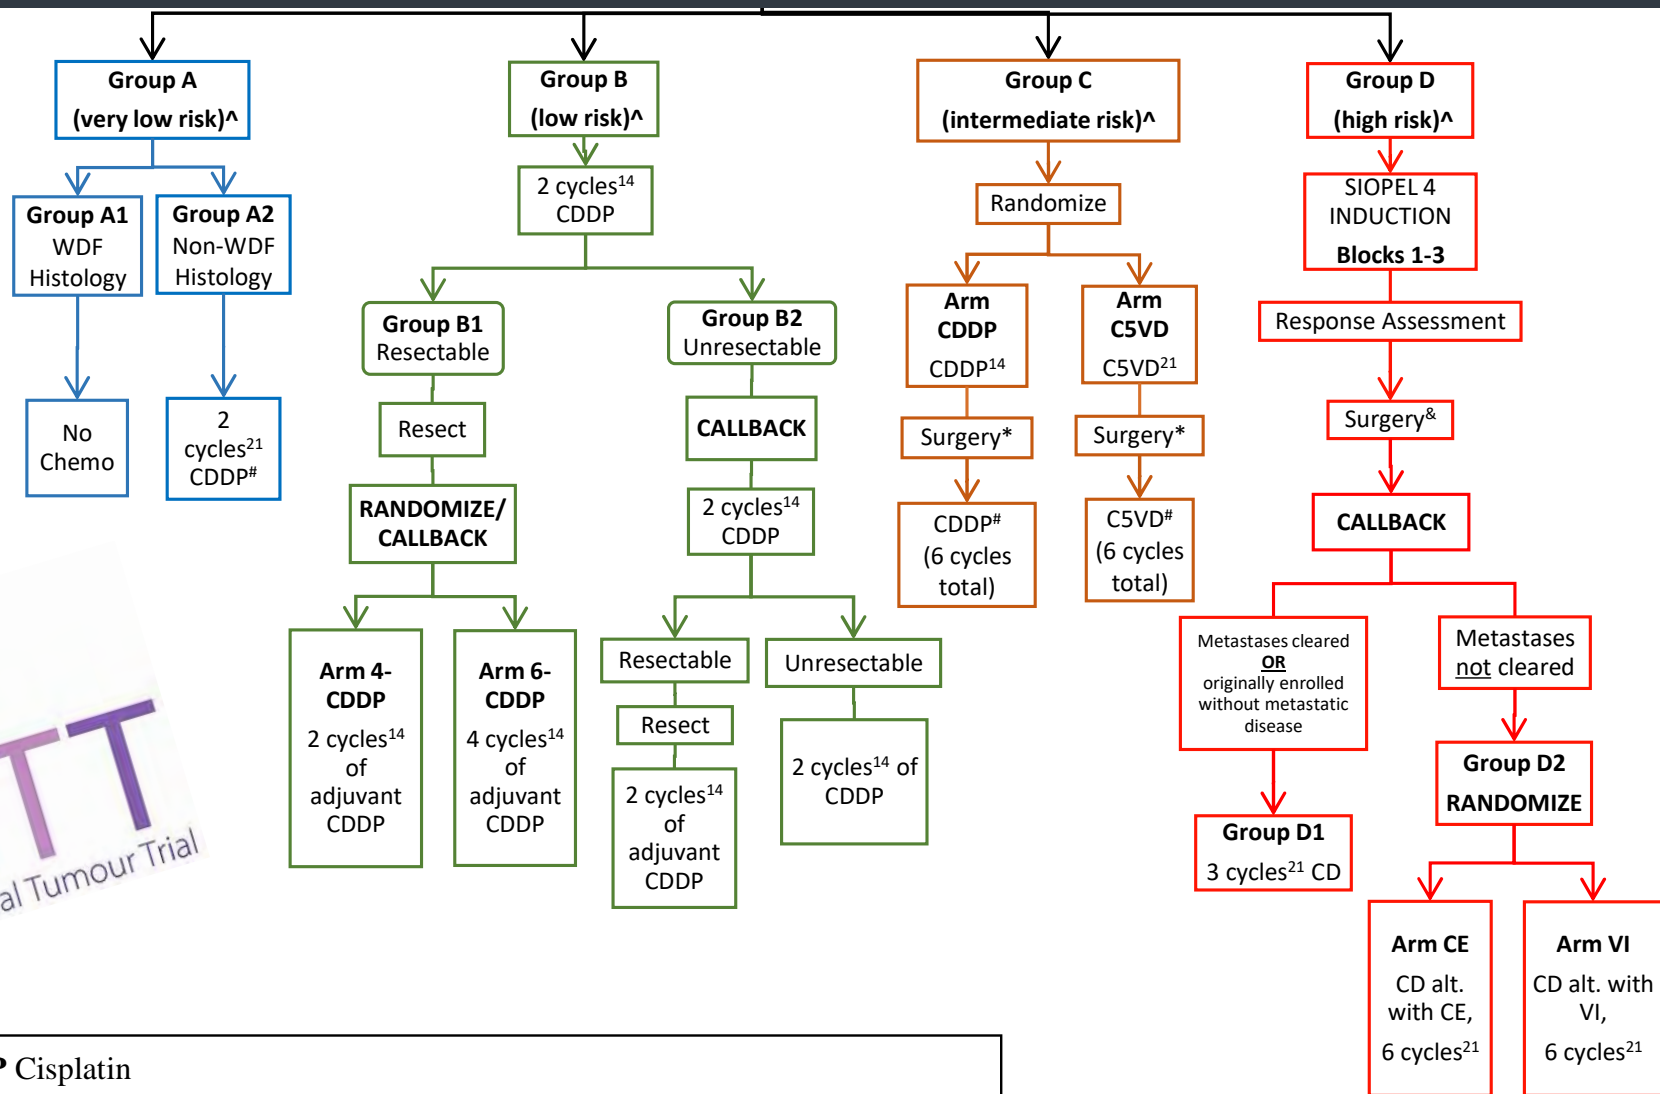 Group A
(very low risk)^
Group A1
WDF
Histology
Group A2
Non-WDF
Histology
No
Chemo
2
cycles21
CDDP#
Group B
(low risk)^
2 cycles14
CDDP
Group B1
Resectable
Resect
RANDOMIZE/
CALLBACK
Arm 4-
CDDP
2 cycles14
of
adjuvant
CDDP
Arm 6-
CDDP
4 cycles14
of
adjuvant
CDDP
Group B2
Unresectable
CALLBACK
2 cycles14
CDDP
Resectable
Resect
2 cycles14
of
adjuvant
CDDP
Unresectable
2 cycles14 of
CDDP
Group C
(intermediate risk)^
Randomize
Arm
CDDP
CDDP14
Surgery*
CDDP#
(6 cycles
total)
Arm
C5VD
C5VD21
Surgery*
C5VD#
(6 cycles
total)
Group D
(high risk)^
SIOPEL 4
INDUCTION
Blocks 1-3
Response Assessment
Surgery&
CALLBACK
Metastases cleared
OR
originally enrolled
without metastatic
disease
Group D1
3 cycles21 CD
Metastases
not cleared
Group D2
RANDOMIZE
Arm CE
CD alt.
with CE,
6 cycles21
Arm VI
CD alt. with
VI,
6 cycles21
TT
al Tumour Trial
P Cisplatin